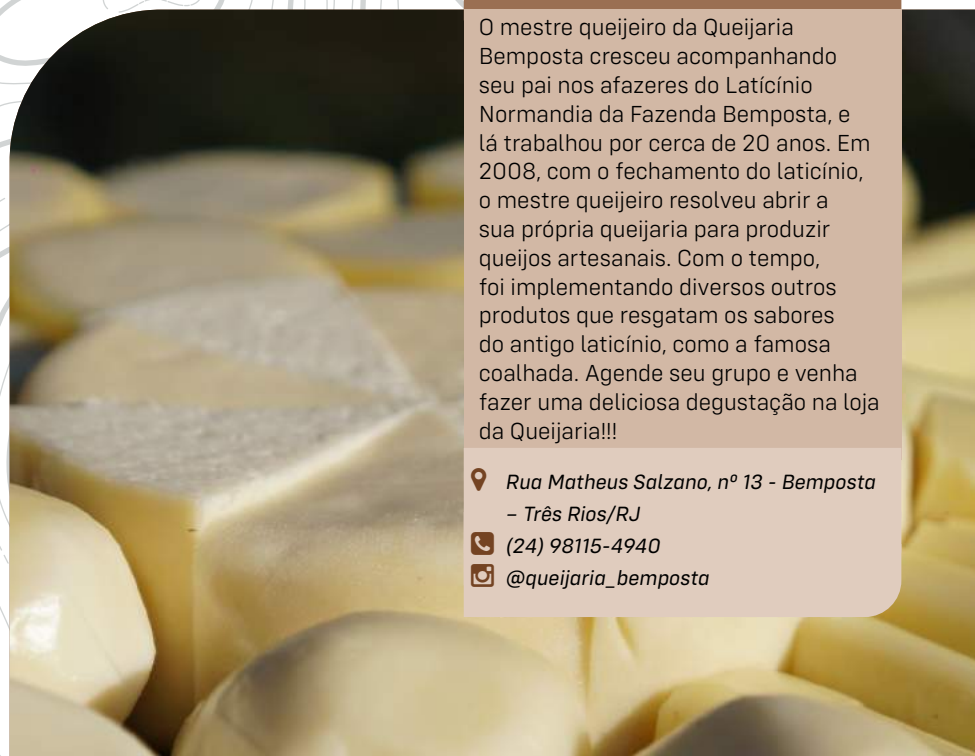 O mestre queijeiro da Queijaria
Bemposta cresceu acompanhando
seu pai nos afazeres do Latícínio
Normandia da Fazenda Bemposta, e
lá trabalhou por cerca de 20 anos. Em
2008, com o fechamento do laticínio,
o mestre queijeiro resolveu abrir a
sua própria queijaria para produzir
queijos artesanais. Com o tempo,
foi implementando diversos outros
produtos que resgatam os sabores
do antigo laticínio, como a famosa
coalhada. Agende seu grupo e venha
fazer uma deliciosa degustação na loja
da Queijaria!!!
Rua Matheus Salzano, nº 13 - Bemposta
– Três Rios/RJ
(24) 98115-4940
@queijaria_bemposta